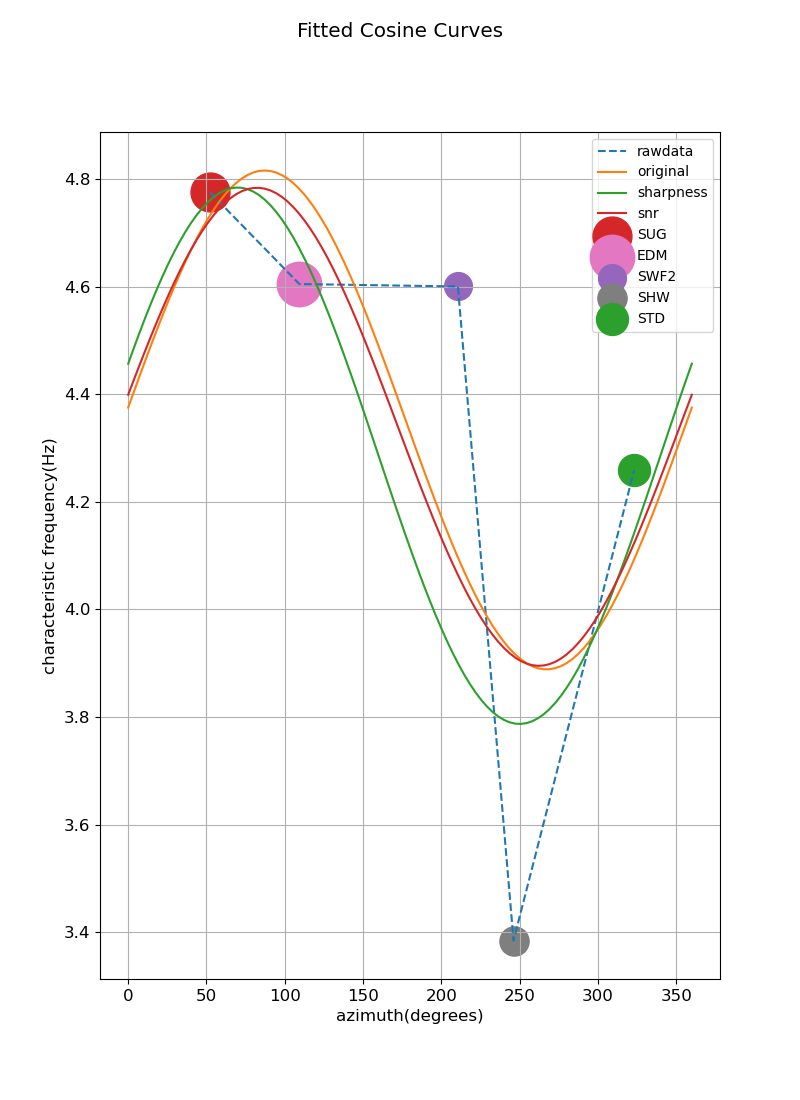 Fitted Cosine Curves
rawdata
original
sharpness
snr
SUG
EDM
SWF2
SHW
STD
characteristic frequency(Hz)
4.8
4.6
4.4
4.2
4.0
3.8
3.6
3.4
0 50 100 150 200 250 300 350
azimuth(degrees)